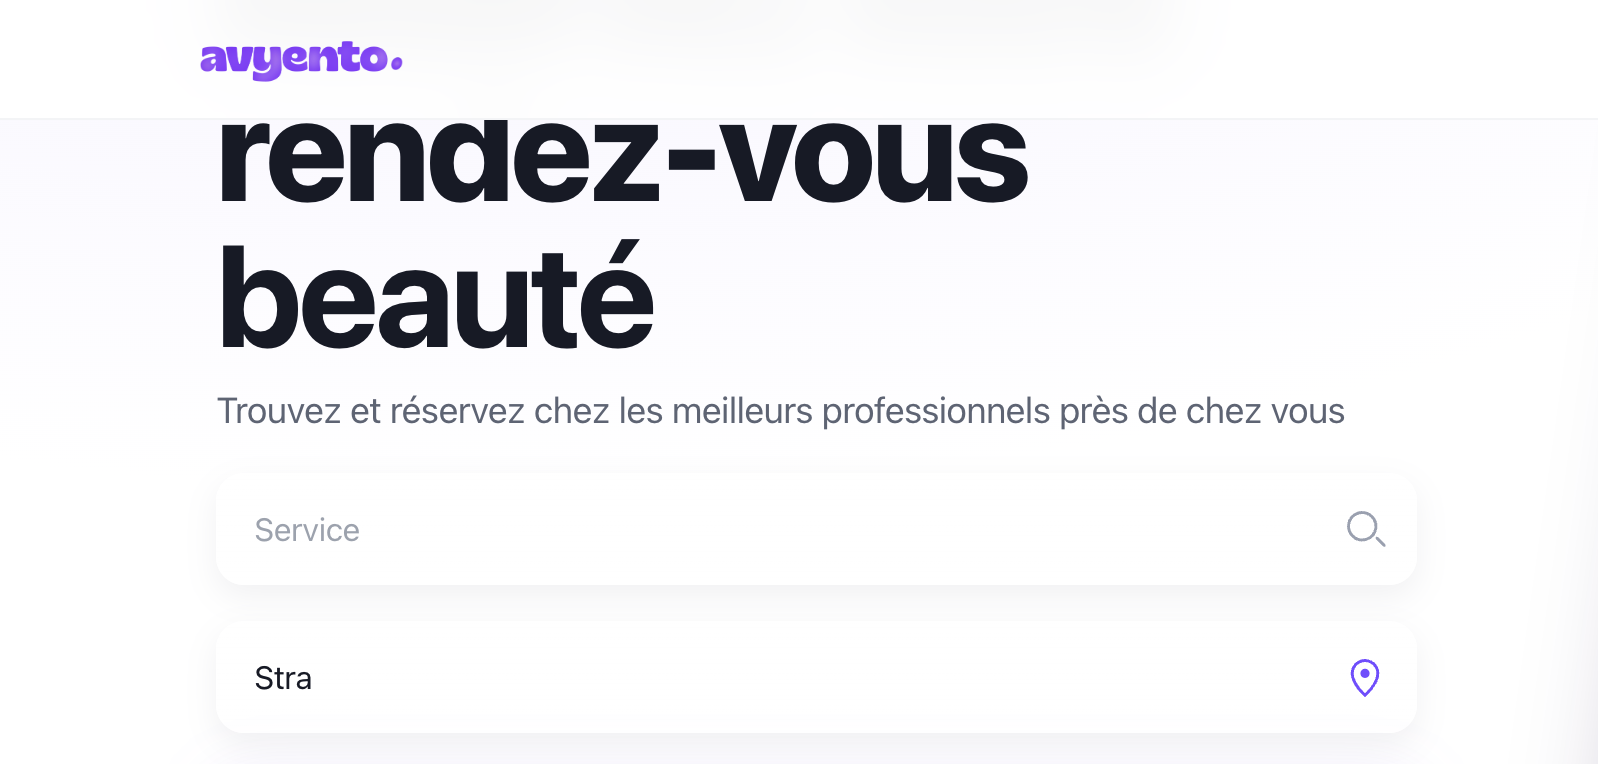 avyento.
rendez-vous
beauté
Trouvez et réservez chez les meilleurs professionnels près de chez vous
Service
Stra